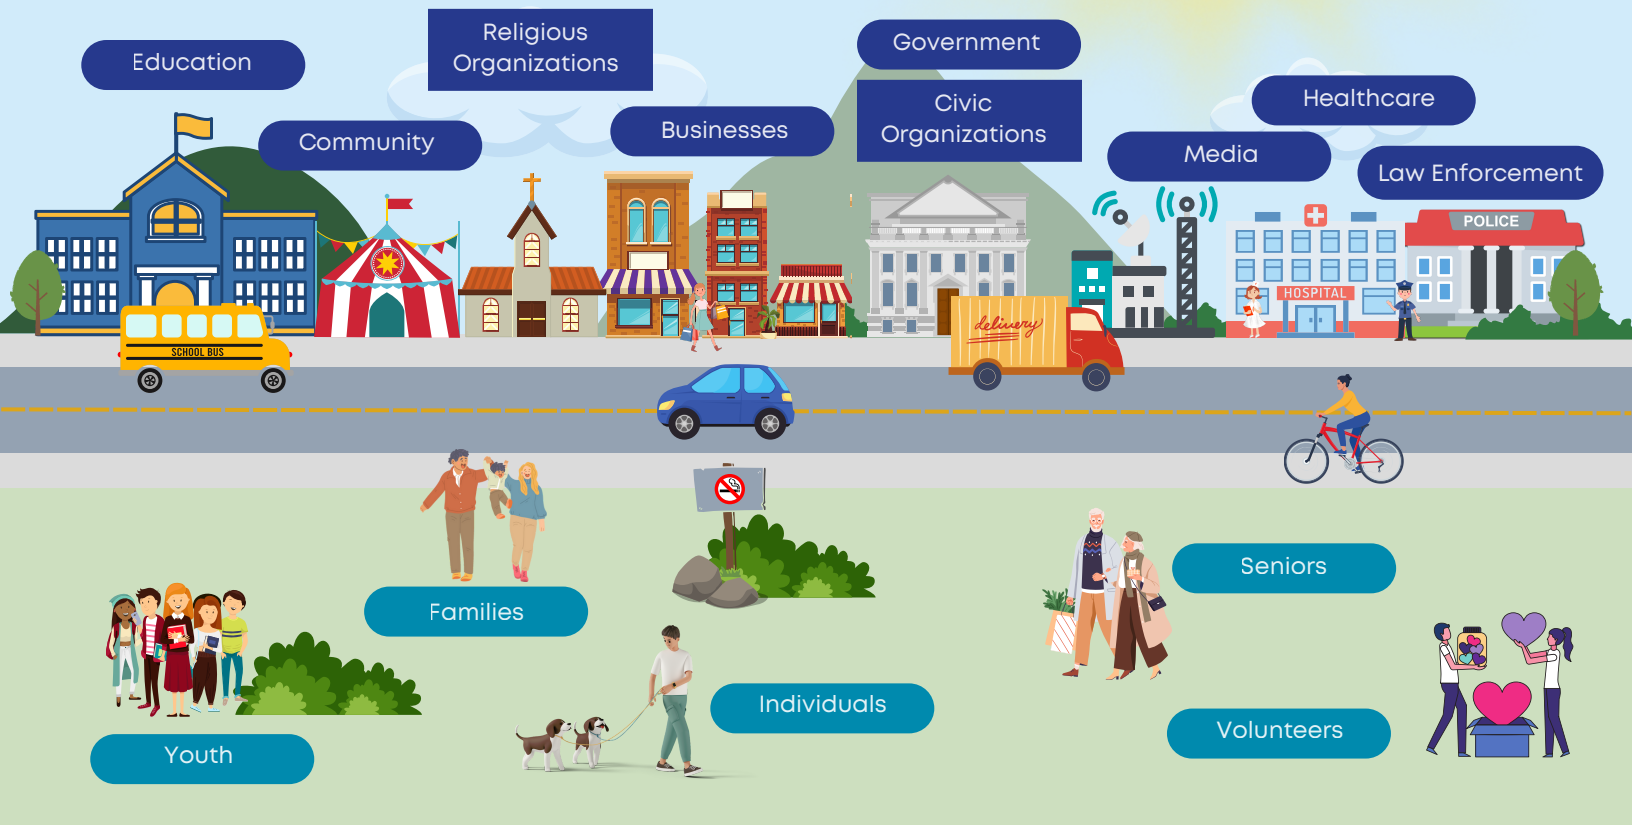 Education
Religious
Organizations
Government
Community
Businesses
Civic
Organizations
Media
Healthcare
Law Enforcement
POLICE
HOSPITAL
delivery
SCHOOL BUS
Families
Seniors
Individuals
Volunteers
Youth